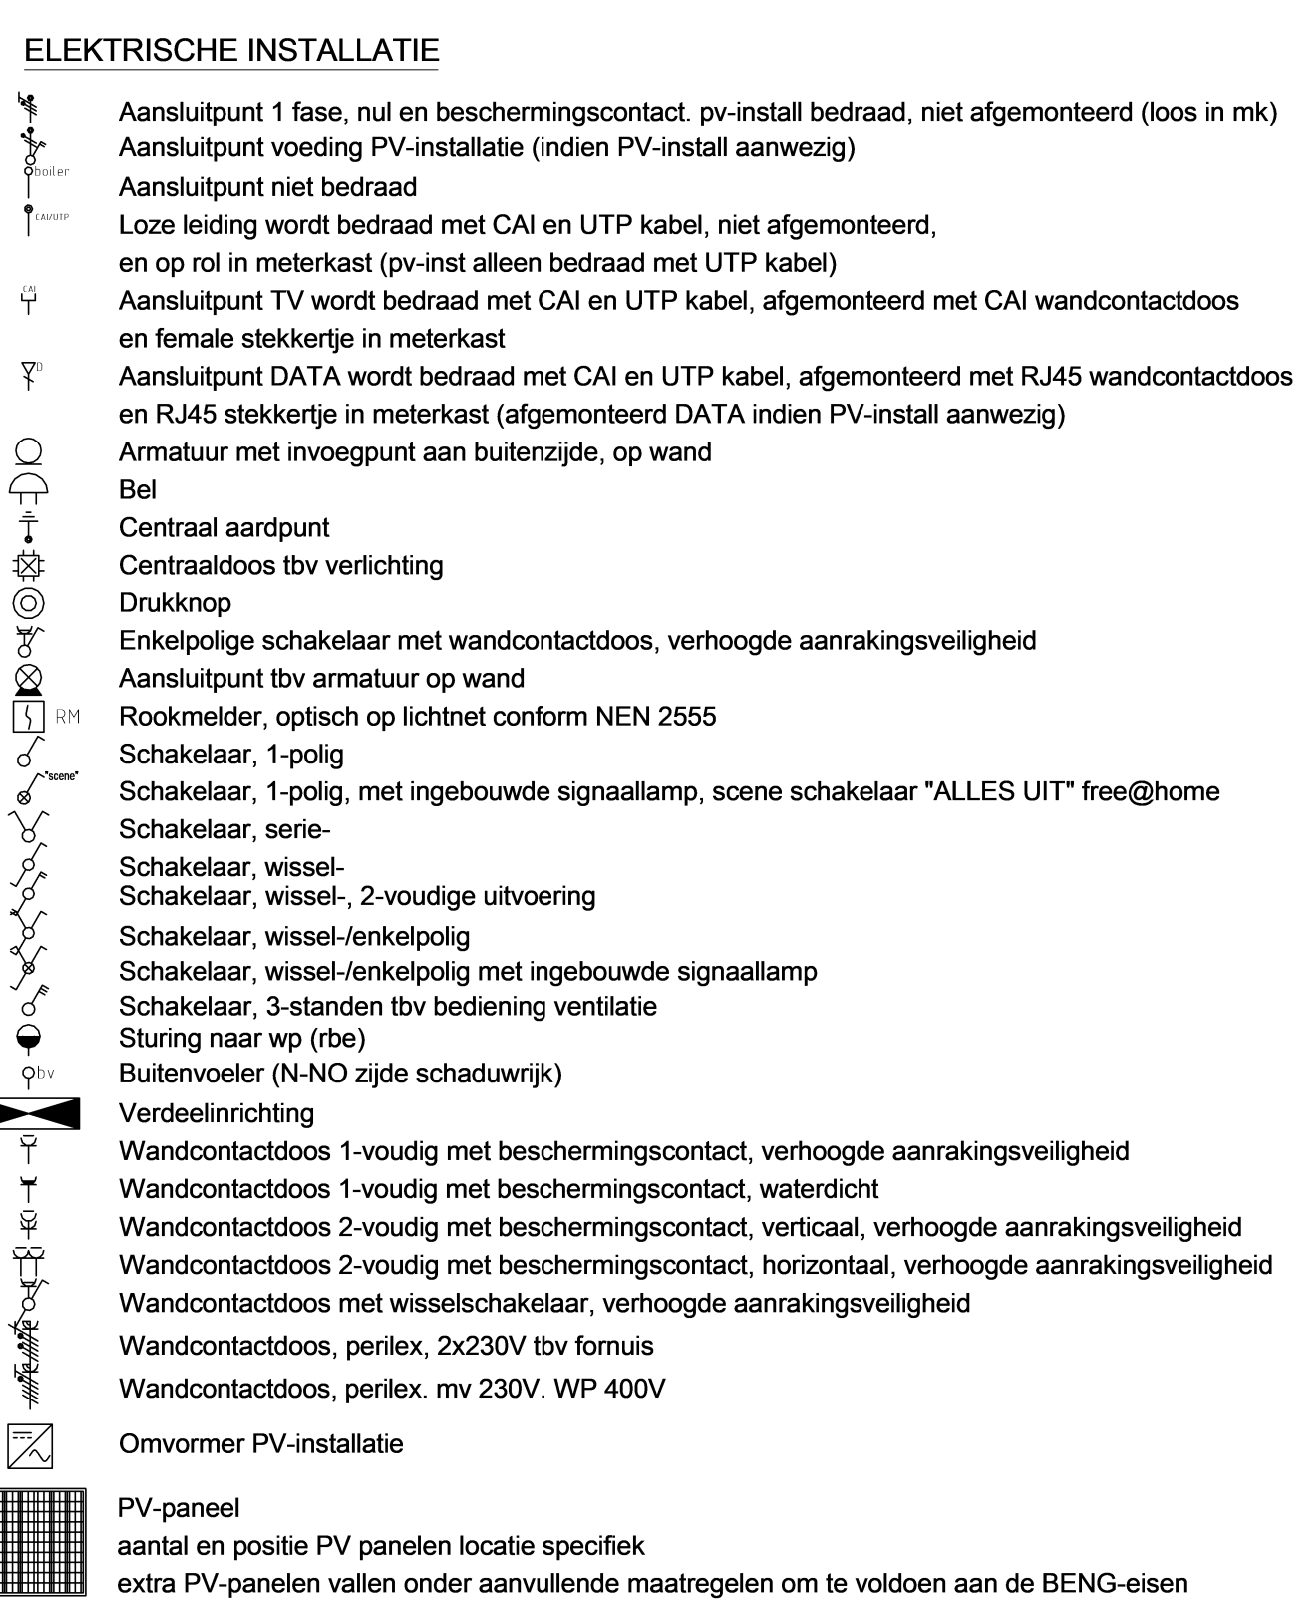 ELEKTRISCHE INSTALLATIE
Aansluitpunt 1 fase, nul en beschermingscontact. pv-install bedraad, niet afgemonteerd (loos in mk)
Aansluitpunt voeding PV-installatie (indien PV-install aanwezig)
boiler
Aansluitpunt niet bedraad
CAI/UTP
Loze leiding wordt bedraad met CAI en UTP kabel, niet afgemonteerd,
en op rol in meterkast (pv-inst alleen bedraad met UTP kabel)
CAI
Aansluitpunt TV wordt bedraad met CAI en UTP kabel, afgemonteerd met CAI wandcontactdoos
en female stekkertje in meterkast
D
Aansluitpunt DATA wordt bedraad met CAI en UTP kabel, afgemonteerd met RJ45 wandcontactdoos
en RJ45 stekkertje in meterkast (afgemonteerd DATA indien PV-install aanwezig)
Armatuur met invoegpunt aan buitenzijde, op wand
Bel
Centraal aardpunt
Centraaldoos tbv verlichting
Drukknop
Enkelpolige schakelaar met wandcontactdoos, verhoogde aanrakingsveiligheid
Aansluitpunt tbv armatuur op wand
RM Rookmelder, optisch op lichtnet conform NEN 2555
Schakelaar, 1-polig
"scene"
Schakelaar, 1-polig, met ingebouwde signaallamp, scene schakelaar "ALLES UIT" free@home
Schakelaar, serie-
Schakelaar, wissel-
Schakelaar, wissel-, 2-voudige uitvoering
Schakelaar, wissel-/enkelpolig
Schakelaar, wissel-/enkelpolig met ingebouwde signaallamp
Schakelaar, 3-standen tbv bediening ventilatie
Sturing naar wp (rbe)
bv Buitenvoeler (N-NO zijde schaduwrijk)
Verdeelinrichting
Wandcontactdoos 1-voudig met beschermingscontact, verhoogde aanrakingsveiligheid
Wandcontactdoos 1-voudig met beschermingscontact, waterdicht
Wandcontactdoos 2-voudig met beschermingscontact, verticaal, verhoogde aanrakingsveiligheid
Wandcontactdoos 2-voudig met beschermingscontact, horizontaal, verhoogde aanrakingsveiligheid
Wandcontactdoos met wisselschakelaar, verhoogde aanrakingsveiligheid
Wandcontactdoos, perilex, 2x230V tbv fornuis
Wandcontactdoos, perilex. mv 230V. WP 400V
Omvormer PV-installatie
PV-paneel
aantal en positie PV panelen locatie specifiek
extra PV-panelen vallen onder aanvullende maatregelen om te voldoen aan de BENG-eisen